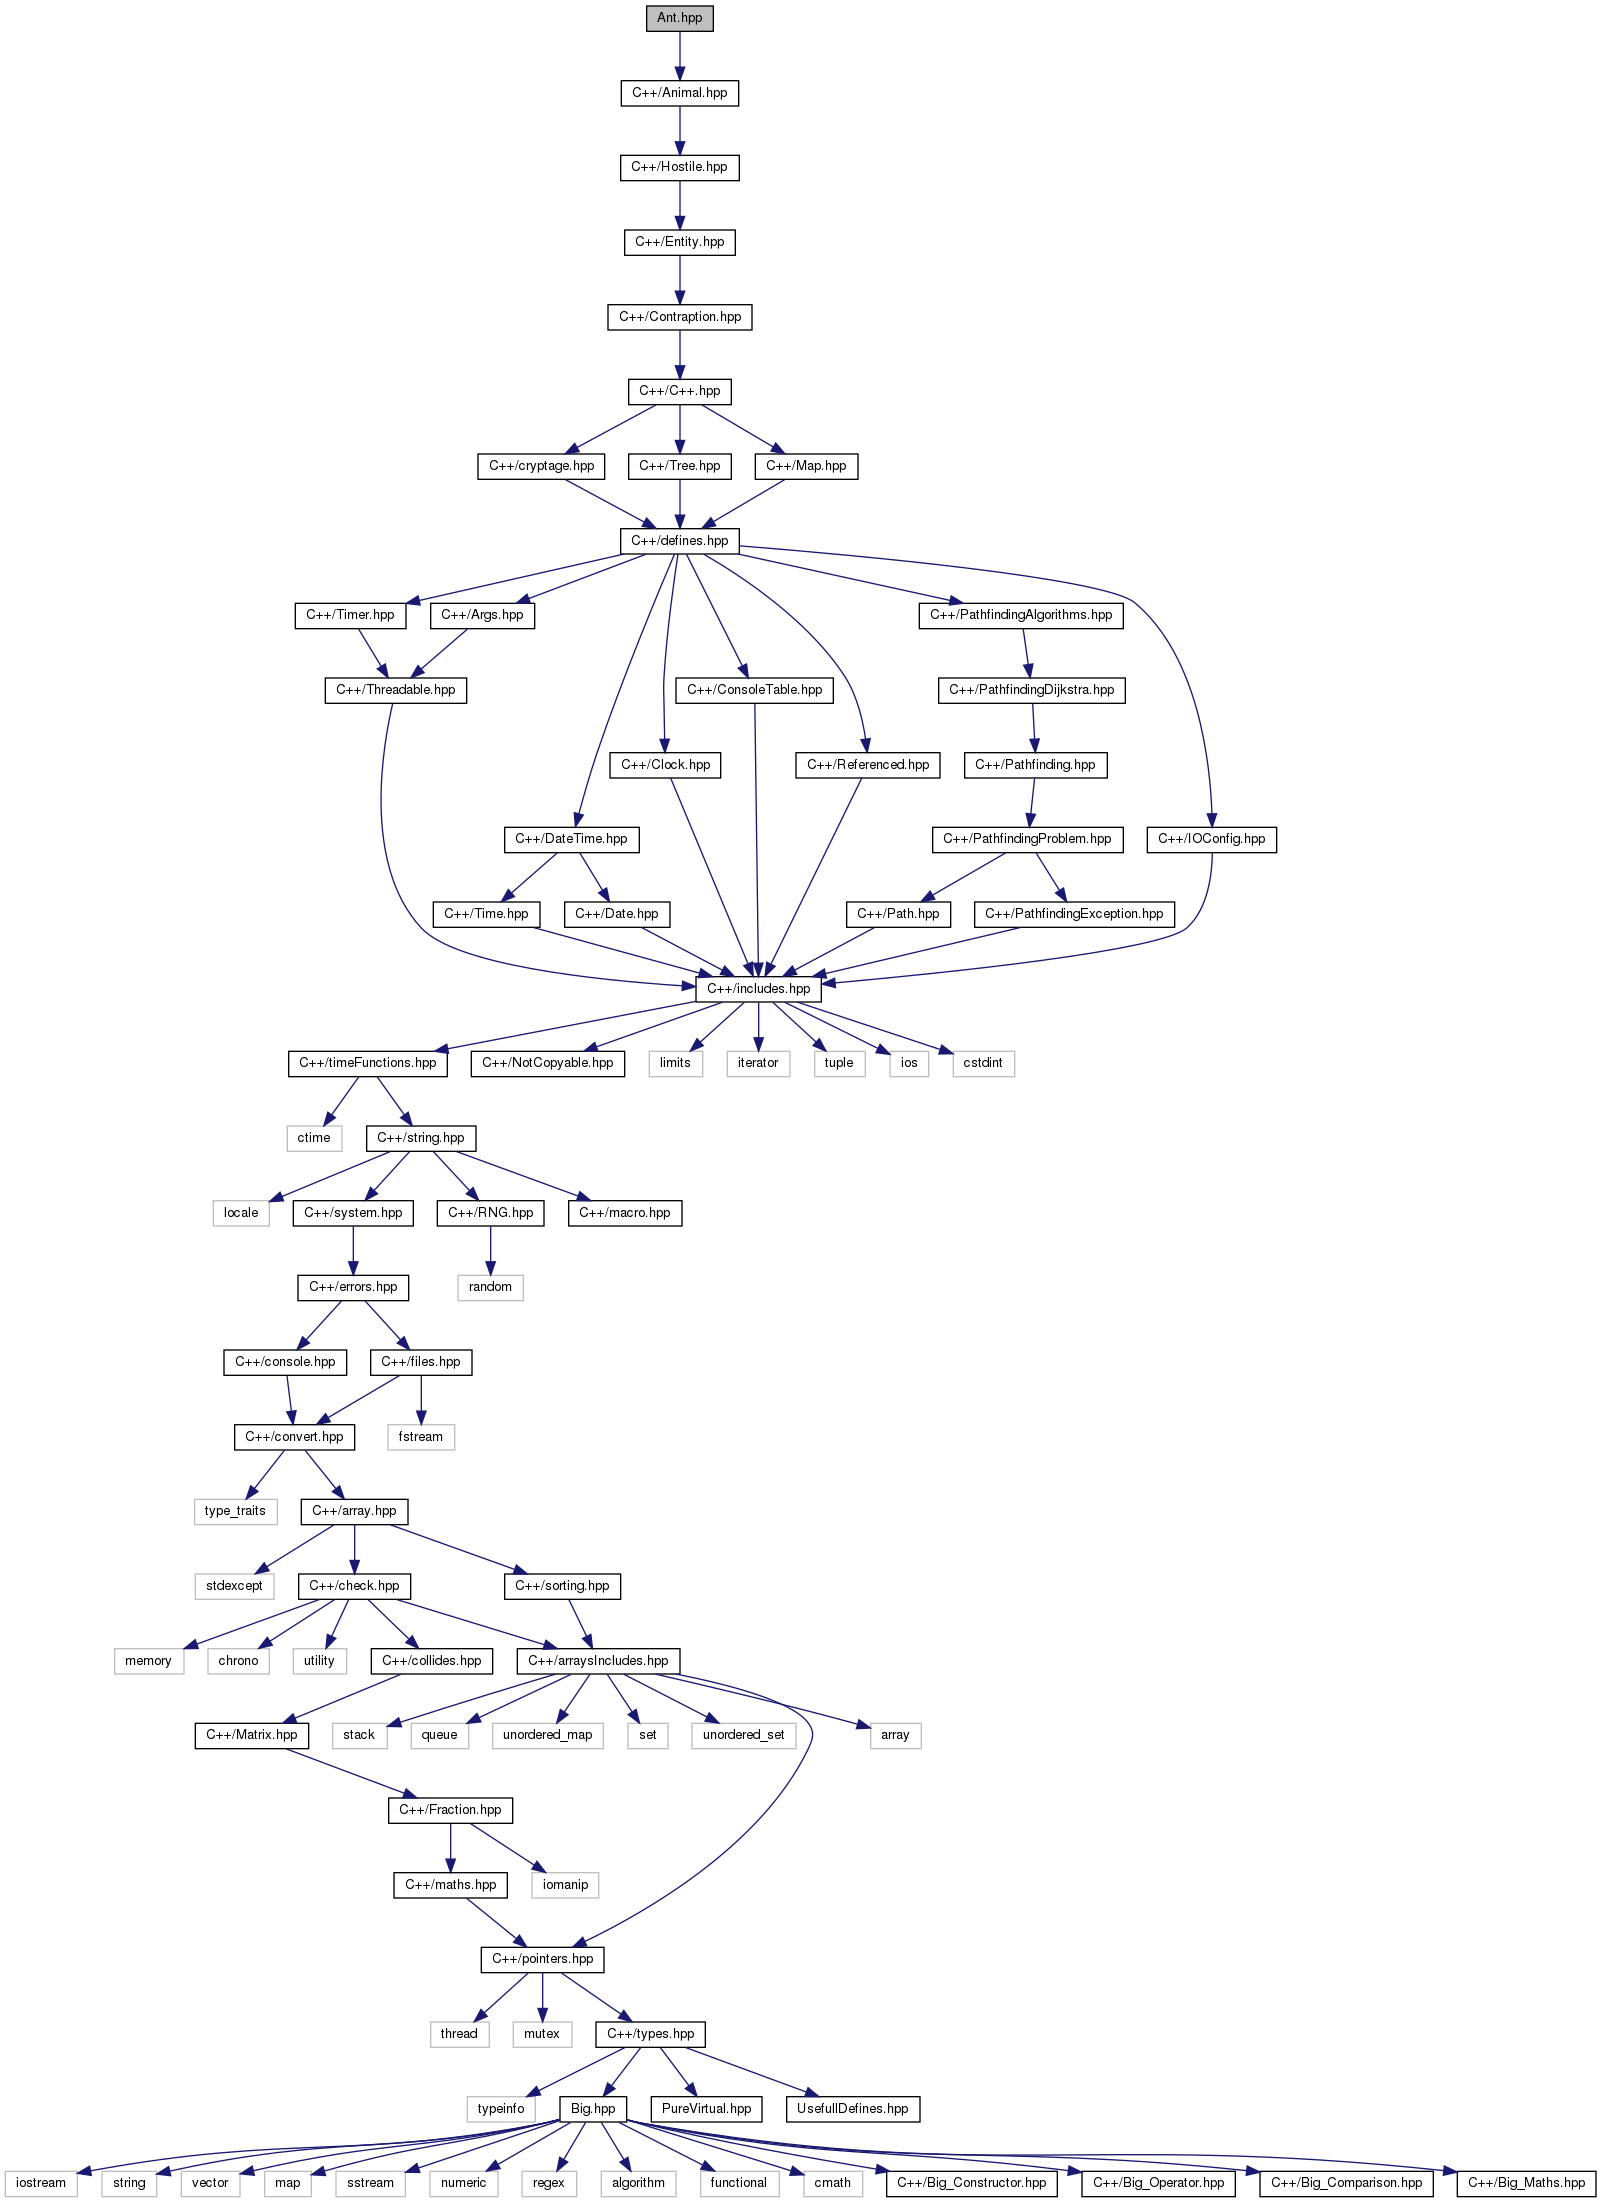 Ant.hpp
C++/Animal.hpp
C++/Hostile.hpp
C++/Entity.hpp
C++/Contraption.hpp
C++/C++.hpp
C++/cryptage.hpp
C++/Tree.hpp
C++/Map.hpp
C++/defines.hpp
C++/Timer.hpp
C++/Args.hpp
C++/PathfindingAlgorithms.hpp
C++/Threadable.hpp
C++/ConsoleTable.hpp
C++/PathfindingDijkstra.hpp
C++/Clock.hpp
C++/Referenced.hpp
C++/Pathfinding.hpp
C++/DateTime.hpp
C++/PathfindingProblem.hpp
C++/IOConfig.hpp
C++/Time.hpp
C++/Date.hpp
C++/Path.hpp
C++/PathfindingException.hpp
C++/includes.hpp
C++/timeFunctions.hpp
C++/NotCopyable.hpp
limits
iterator
tuple
ios
cstdint
ctime
C++/string.hpp
locale
C++/system.hpp
C++/RNG.hpp
C++/macro.hpp
C++/errors.hpp
random
C++/console.hpp
C++/files.hpp
C++/convert.hpp
fstream
type_traits
C++/array.hpp
stdexcept
C++/check.hpp
C++/sorting.hpp
memory
chrono
utility
C++/collides.hpp
C++/arraysIncludes.hpp
C++/Matrix.hpp
stack
queue
unordered_map
set
unordered_set
array
C++/Fraction.hpp
C++/maths.hpp
iomanip
C++/pointers.hpp
thread
mutex
C++/types.hpp
typeinfo
Big.hpp
PureVirtual.hpp
UsefullDefines.hpp
iostream
string
vector
map
sstream
numeric
regex
algorithm
functional
cmath
C++/Big_Constructor.hpp
C++/Big_Operator.hpp
C++/Big_Comparison.hpp
C++/Big_Maths.hpp